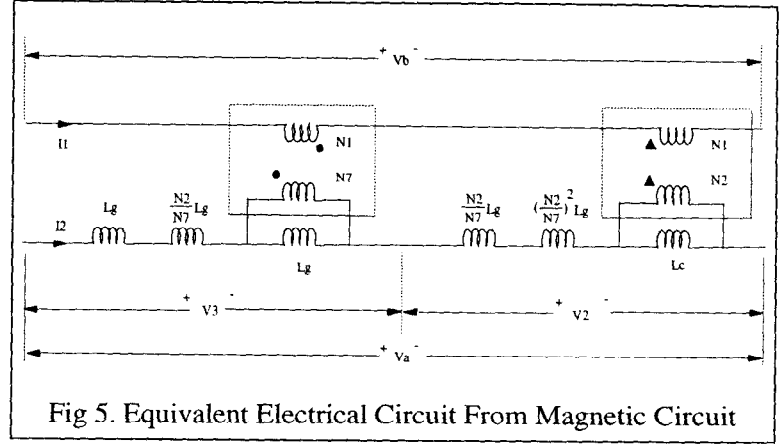 + Vb -
I1
N1
N1
N7
N2
Lg
N2/N7 Lg
N2/N7 Lg
(N2/N7)2 Lg
I2
Lg
Lc
+ V3 -
+ V2 -
+ Va -
Fig 5. Equivalent Electrical Circuit From Magnetic Circuit